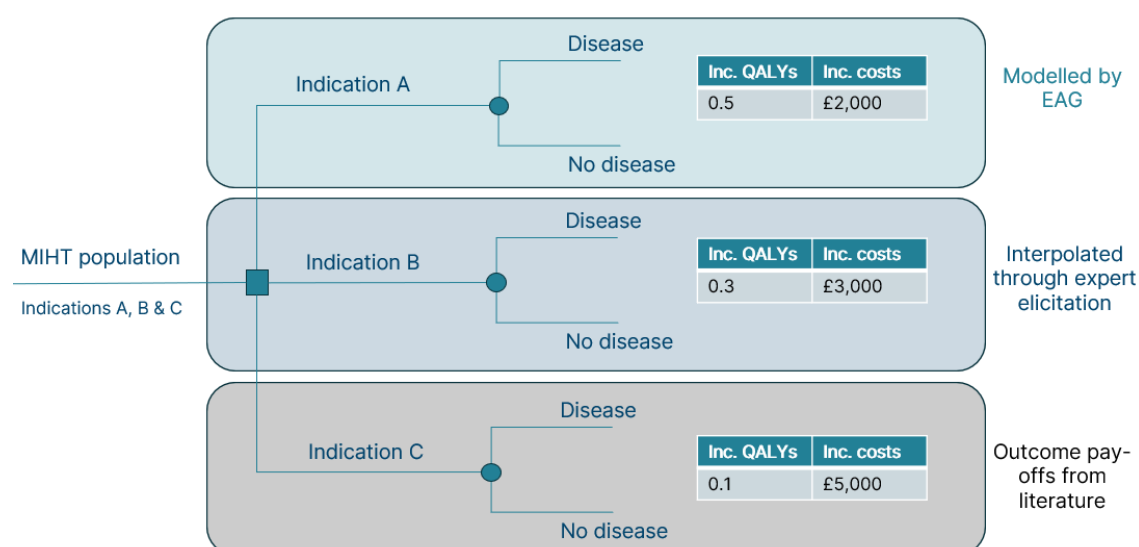 Disease
Indication A
Inc. QALYs Inc. costs
0.5 £2,000
No disease
Modelled by
EAG
MIHT population
Indications A, B & C
Disease
Indication B
Inc. QALYs Inc. costs
0.3 £3,000
No disease
Interpolated
through expert
elicitation
Disease
Indication C
Inc. QALYs Inc. costs
0.1 £5,000
No disease
Outcome pay-
offs from
literature